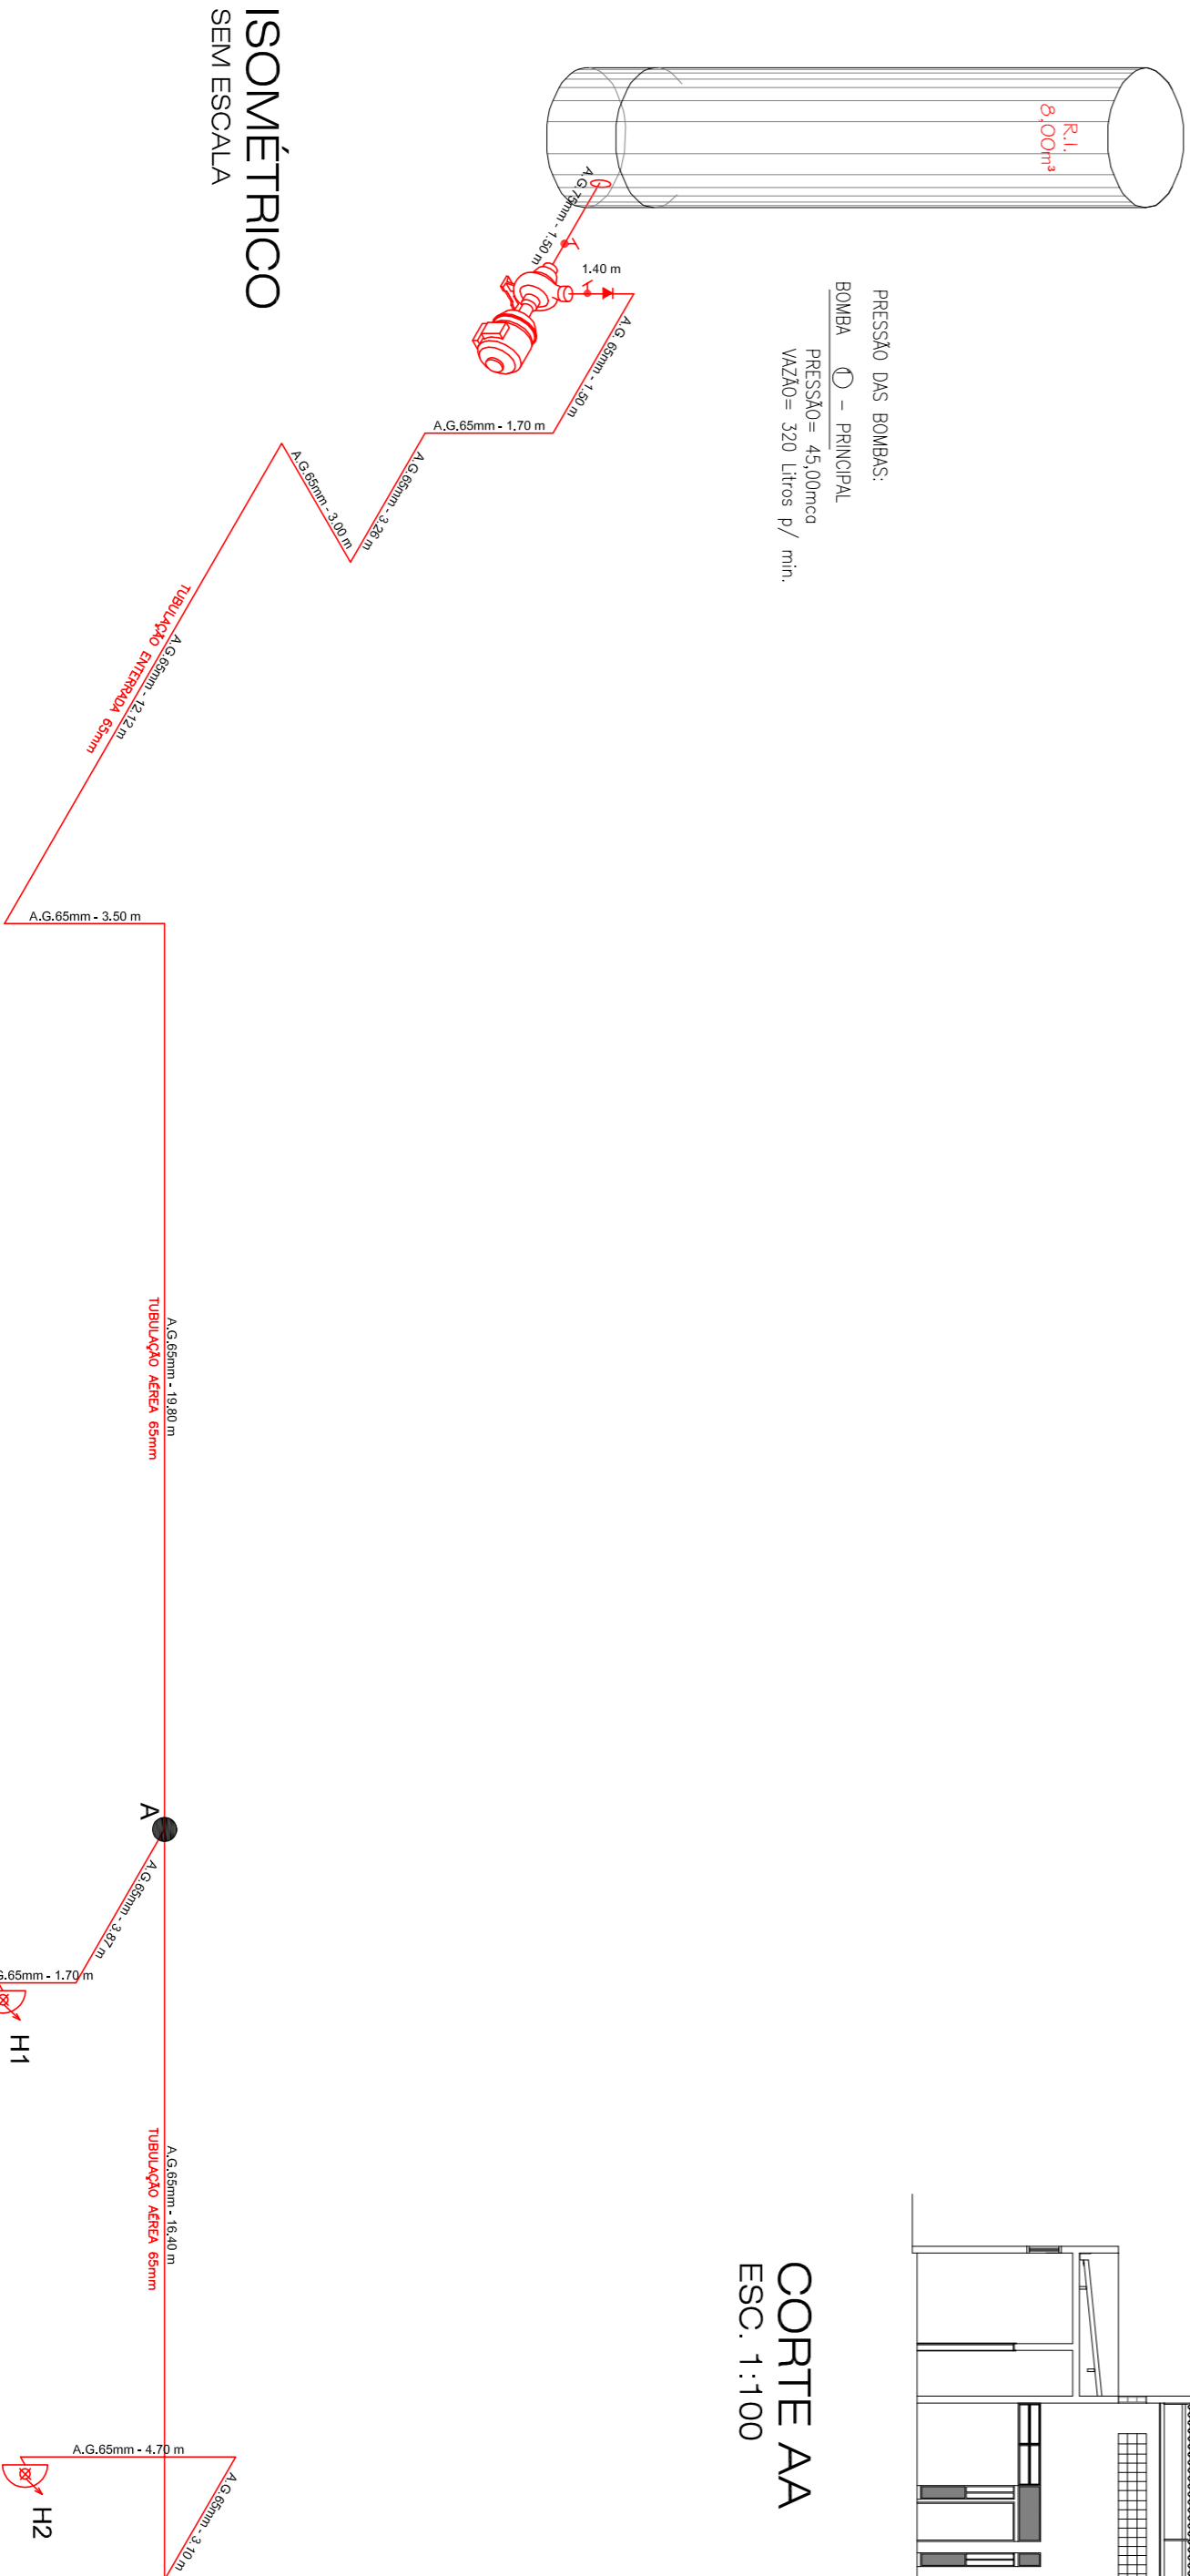 R.I.
8,00m³
PRESSÃO DAS BOMBAS:
BOMBA 1 - PRINCIPAL
PRESSÃO= 45,00mca
VAZÃO= 320 Litros p/ min.
A.G.75mm - 1.50 m
1.40 m
A.G. 65mm - 1.50 m
A.G.65mm - 1.70 m
A.G.65mm - 3.26 m
A.G.65mm - 3.00 m
ISOMÉTRICO
SEM ESCALA
A.G.65mm - 12.12 m
TUBULAÇÃO ENTERRADA 65mm
A.G.65mm - 3.50 m
A.G.65mm - 19.80 m
TUBULAÇÃO AÉREA 65mm
A
A.G.65mm - 3.87 m
.65mm - 1.70 m
H1
A.G.65mm - 16.40 m
TUBULAÇÃO AÉREA 65mm
CORTE AA
ESC. 1:100
A.G.65mm - 4.70 m
A.G.65mm - 3.10 m
H2